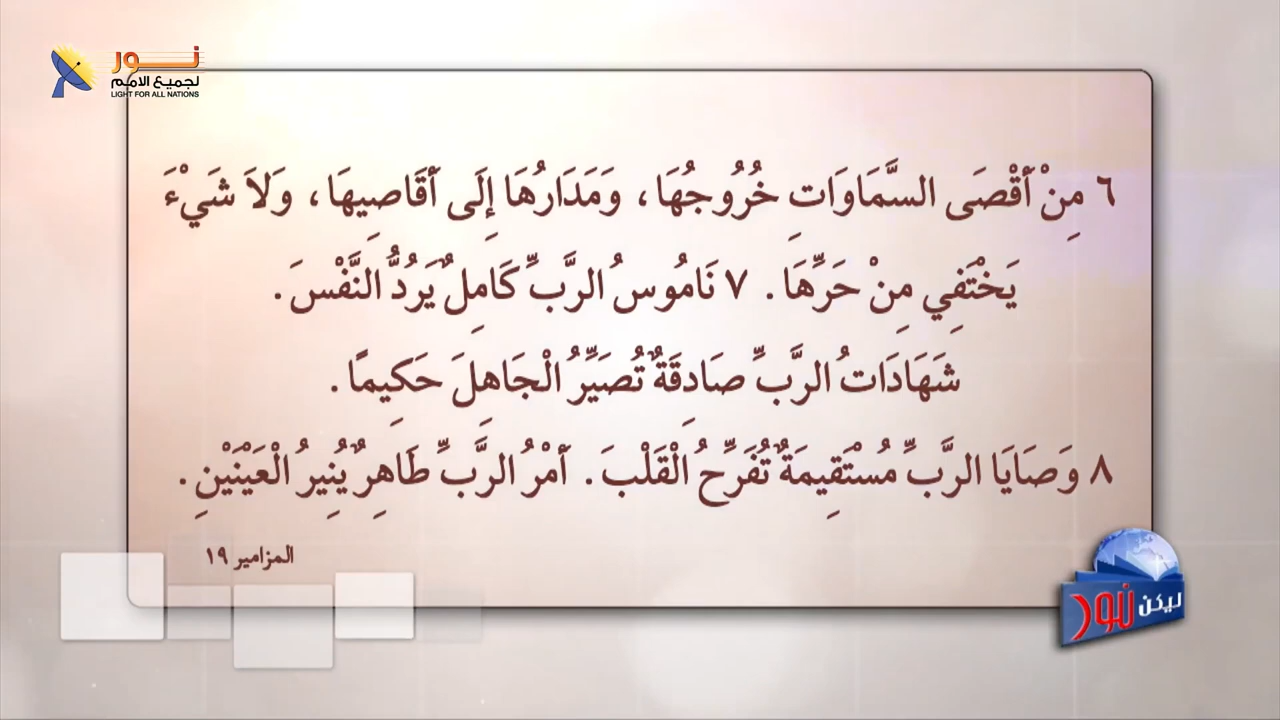 نور
لجميع الامم
LIGHT FOR ALL NATIONS
٦ مِنْ أَقْصَى السَّمَاوَاتِ خُرُوجُهَا، وَمَدَارُهَا إِلَى أَقَاصِيهَا، وَلاَ شَيْءَ
يَخْتَفِي مِنْ حَرِّهَا. ٧ نَامُوسُ الرَّبِّ كَامِلٌ يَرُدُّ النَّفْسَ.
شَهَادَاتُ الرَّبِّ صَادِقَةٌ تُصَيِّرُ الْجَاهِلَ حَكِيمًا.
٨ وَصَايَا الرَّبِّ مُسْتَقِيمَةٌ تُفَرِّحُ الْقَلْبَ. أَمْرُ الرَّبِّ طَاهِرٌ يُنِيرُ الْعَيْنَيْنِ.
المزامير ١٩
ليكن نور